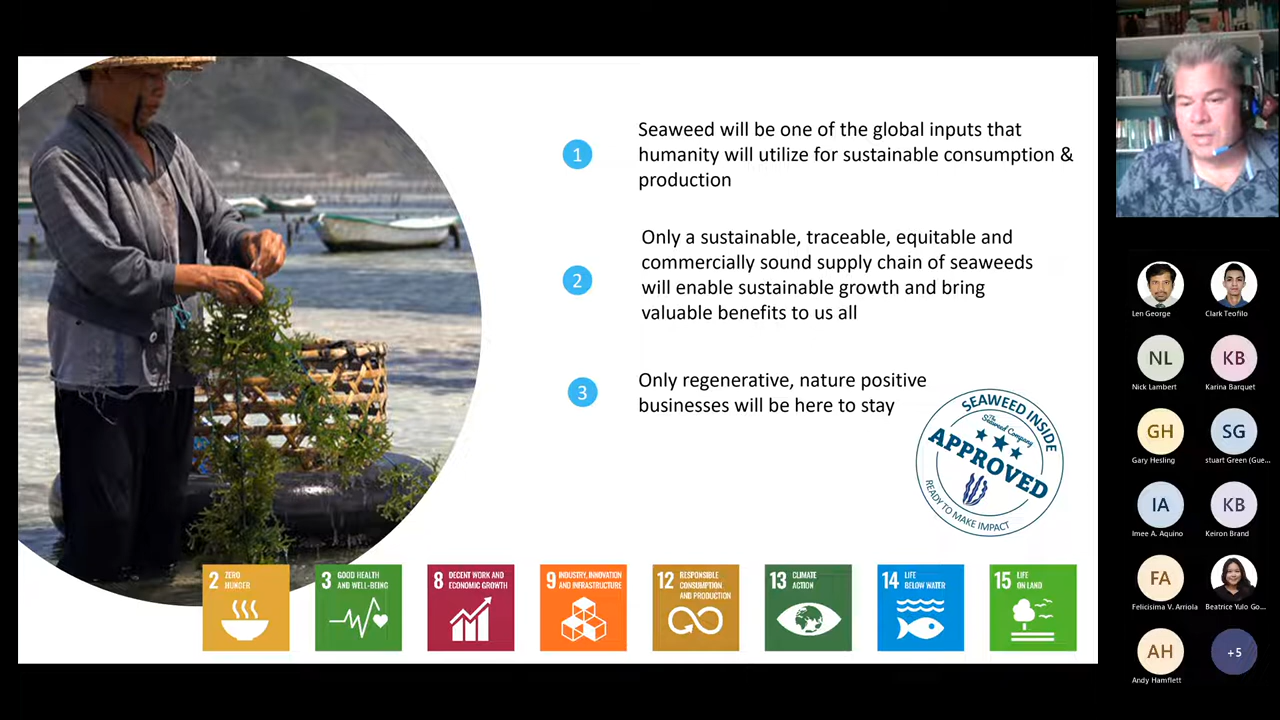 1
Seaweed will be one of the global inputs that
humanity will utilize for sustainable consumption &
production
2
Only a sustainable, traceable, equitable and
commercially sound supply chain of seaweeds
will enable sustainable growth and bring
valuable benefits to us all
3
Only regenerative, nature positive
businesses will be here to stay
SEAWEED INSIDE
The
Seaweed Company
APPROVED
READY TO MAKE IMPACT
2 ZERO
HUNGER
3 GOOD HEALTH
AND WELL-BEING
8 DECENT WORK AND
ECONOMIC GROWTH
9 INDUSTRY, INNOVATION
AND INFRASTRUCTURE
12 RESPONSIBLE
CONSUMPTION
AND PRODUCTION
13 CLIMATE
ACTION
14 LIFE
BELOW WATER
15 LIFE
ON LAND
Len George
Clark Teofilo
NL
KB
Nick Lambert
Karina Barquet
GH
SG
Gary Hesling
stuart Green (Gue...
IA
KB
Imee A. Aquino
Keiron Brand
FA
Felicisima V. Arriola
Beatrice Yulo Go...
AH
+5
Andy Hamflett